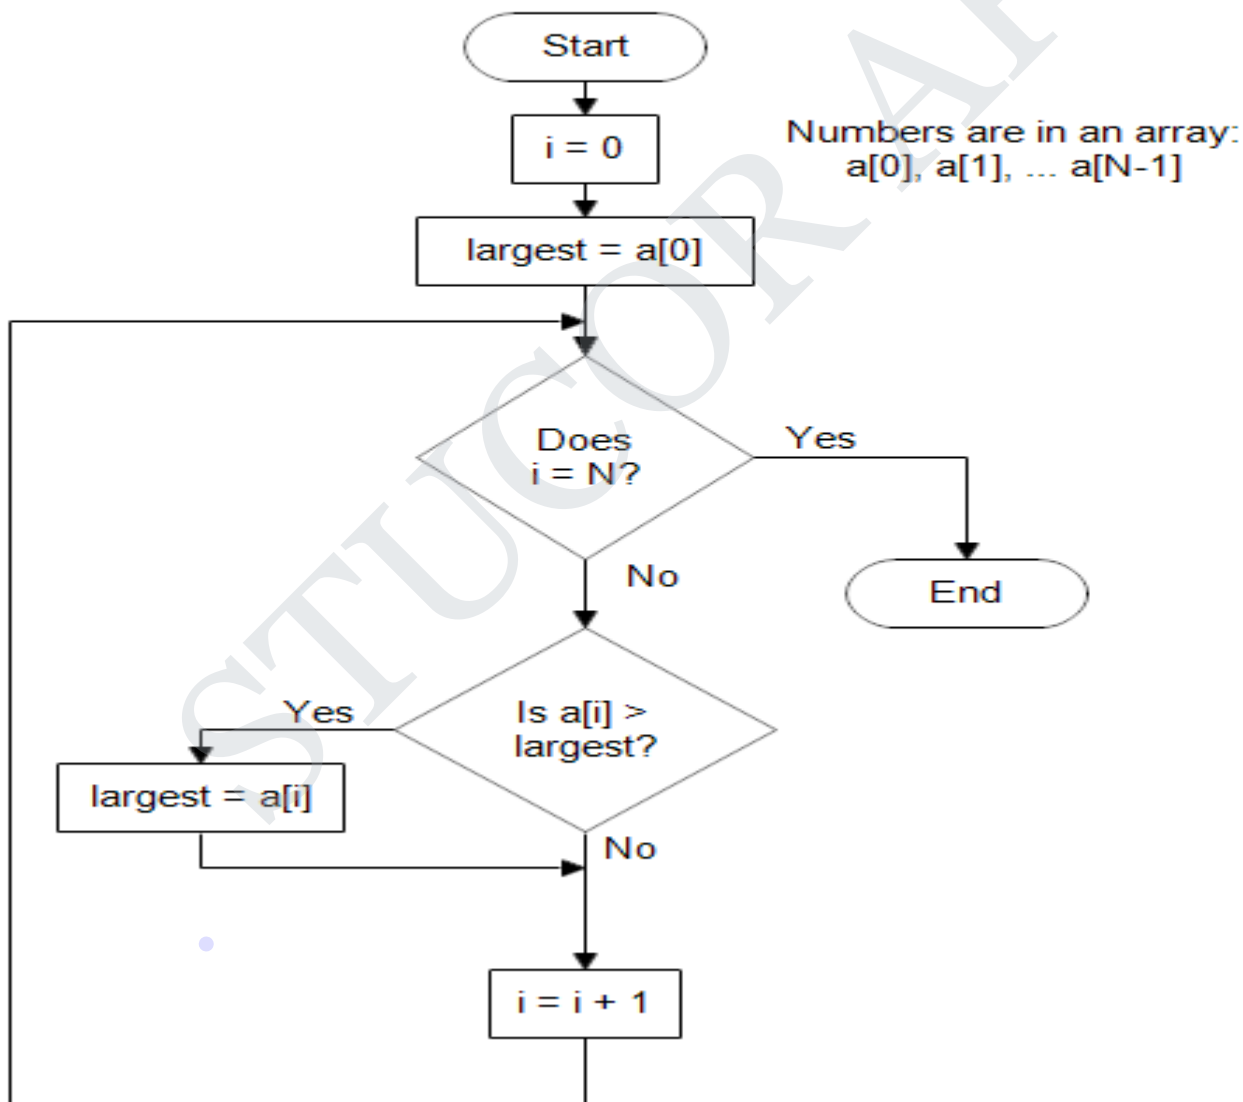 Start
i = 0
Numbers are in an array:
a[0], a[1], ... a[N-1]
largest = a[0]
Does
i = N?
Yes
No
End
Is a[i] >
largest?
Yes
largest = a[i]
No
i = i + 1
STUCOR AP